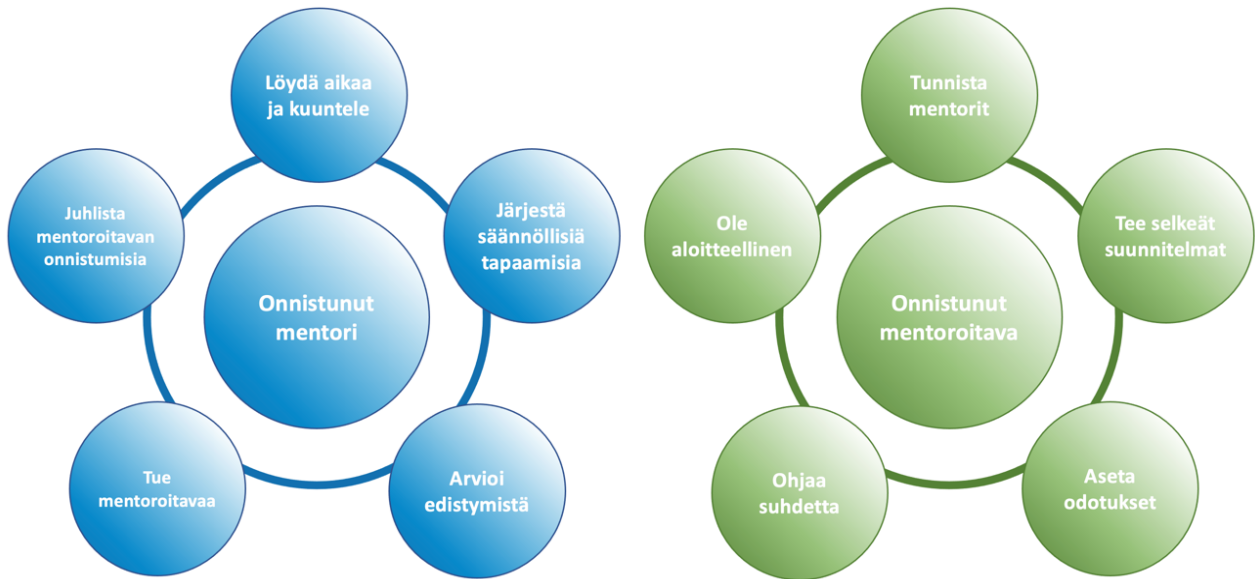 Löydä aikaa
ja kuuntele
Järjestä
säännöllisiä
tapaamisia
Arvioi
edistymistä
Tue
mentoroitavaa
Juhlista
mentoroitavan
onnistumisia
Onnistunut
mentori
Tunnista
mentorit
Tee selkeät
suunnitelmat
Aseta
odotukset
Ohjaa
suhdetta
Ole
aloitteellinen
Onnistunut
mentoroitava